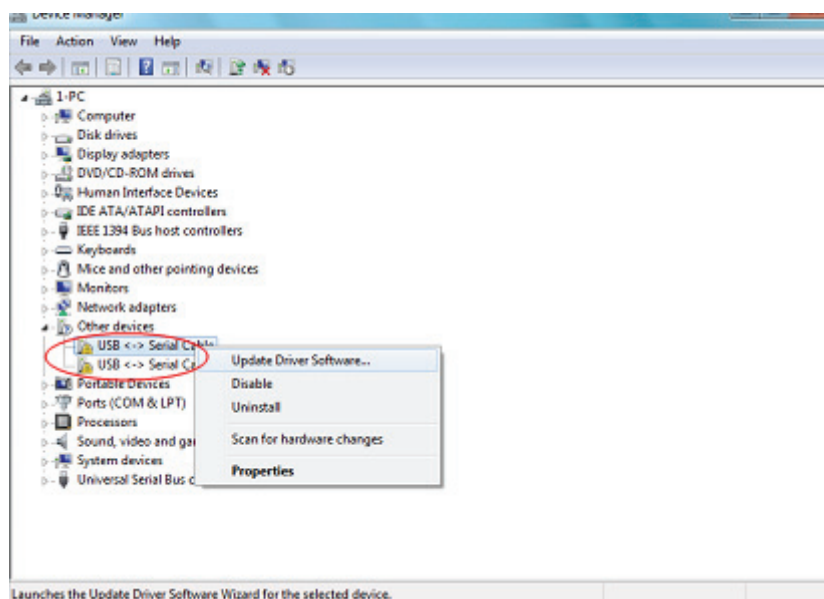 Device Manager
File Action View Help
1-PC
Computer
Disk drives
Display adapters
DVD/CD-ROM drives
Human Interface Devices
IDE ATA/ATAPI controllers
IEEE 1394 Bus host controllers
Keyboards
Mice and other pointing devices
Monitors
Network adapters
Other devices
USB <-> Serial Cable
USB <-> Serial Ca
Portable Devices
Ports (COM & LPT)
Processors
Sound, video and ga
System devices
Universal Serial Bus c
Update Driver Software...
Disable
Uninstall
Scan for hardware changes
Properties
Launches the Update Driver Software Wizard for the selected device.